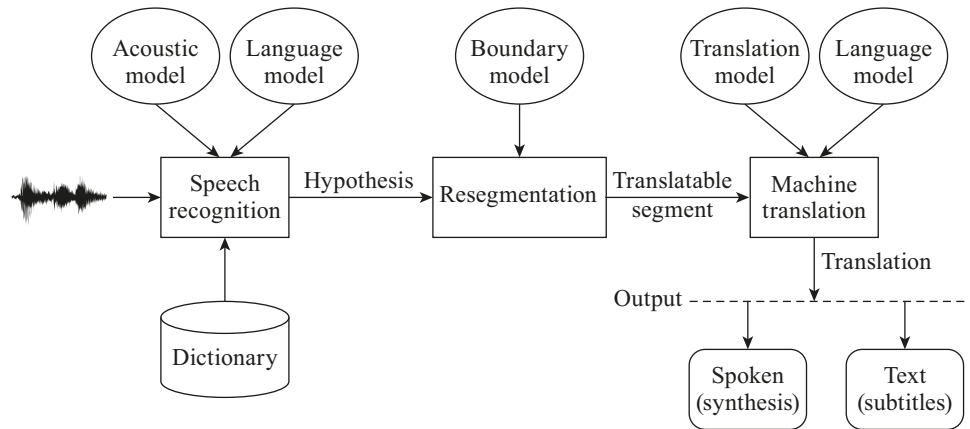 Acoustic
model
Language
model
Boundary
model
Translation
model
Language
model
Speech
recognition
Hypothesis
Resegmentation
Translatable
segment
Machine
translation
Translation
Output
Dictionary
Spoken
(synthesis)
Text
(subtitles)